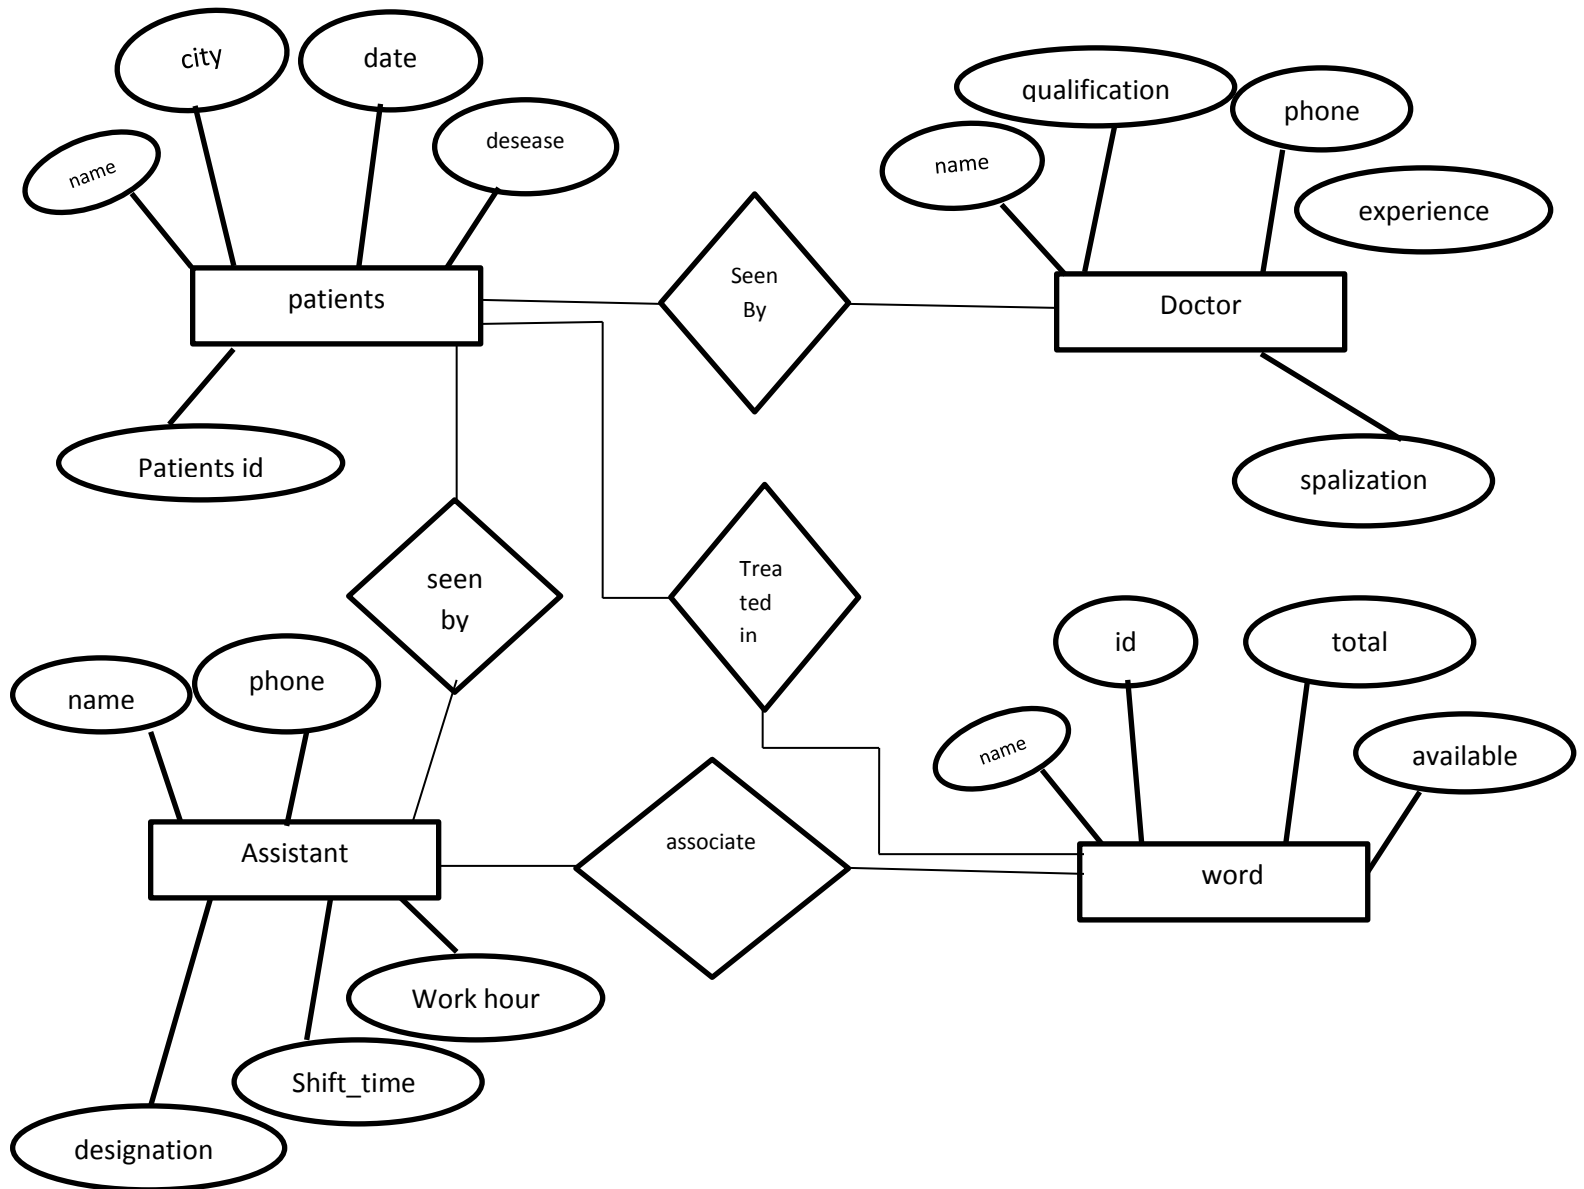 city
date
qualification
phone
desease
name
name
experience
patients
Seen
By
Doctor
Patients id
spalization
seen
by
Trea
ted
in
id
total
name
phone
name
available
Assistant
associate
word
Work hour
Shift_time
designation